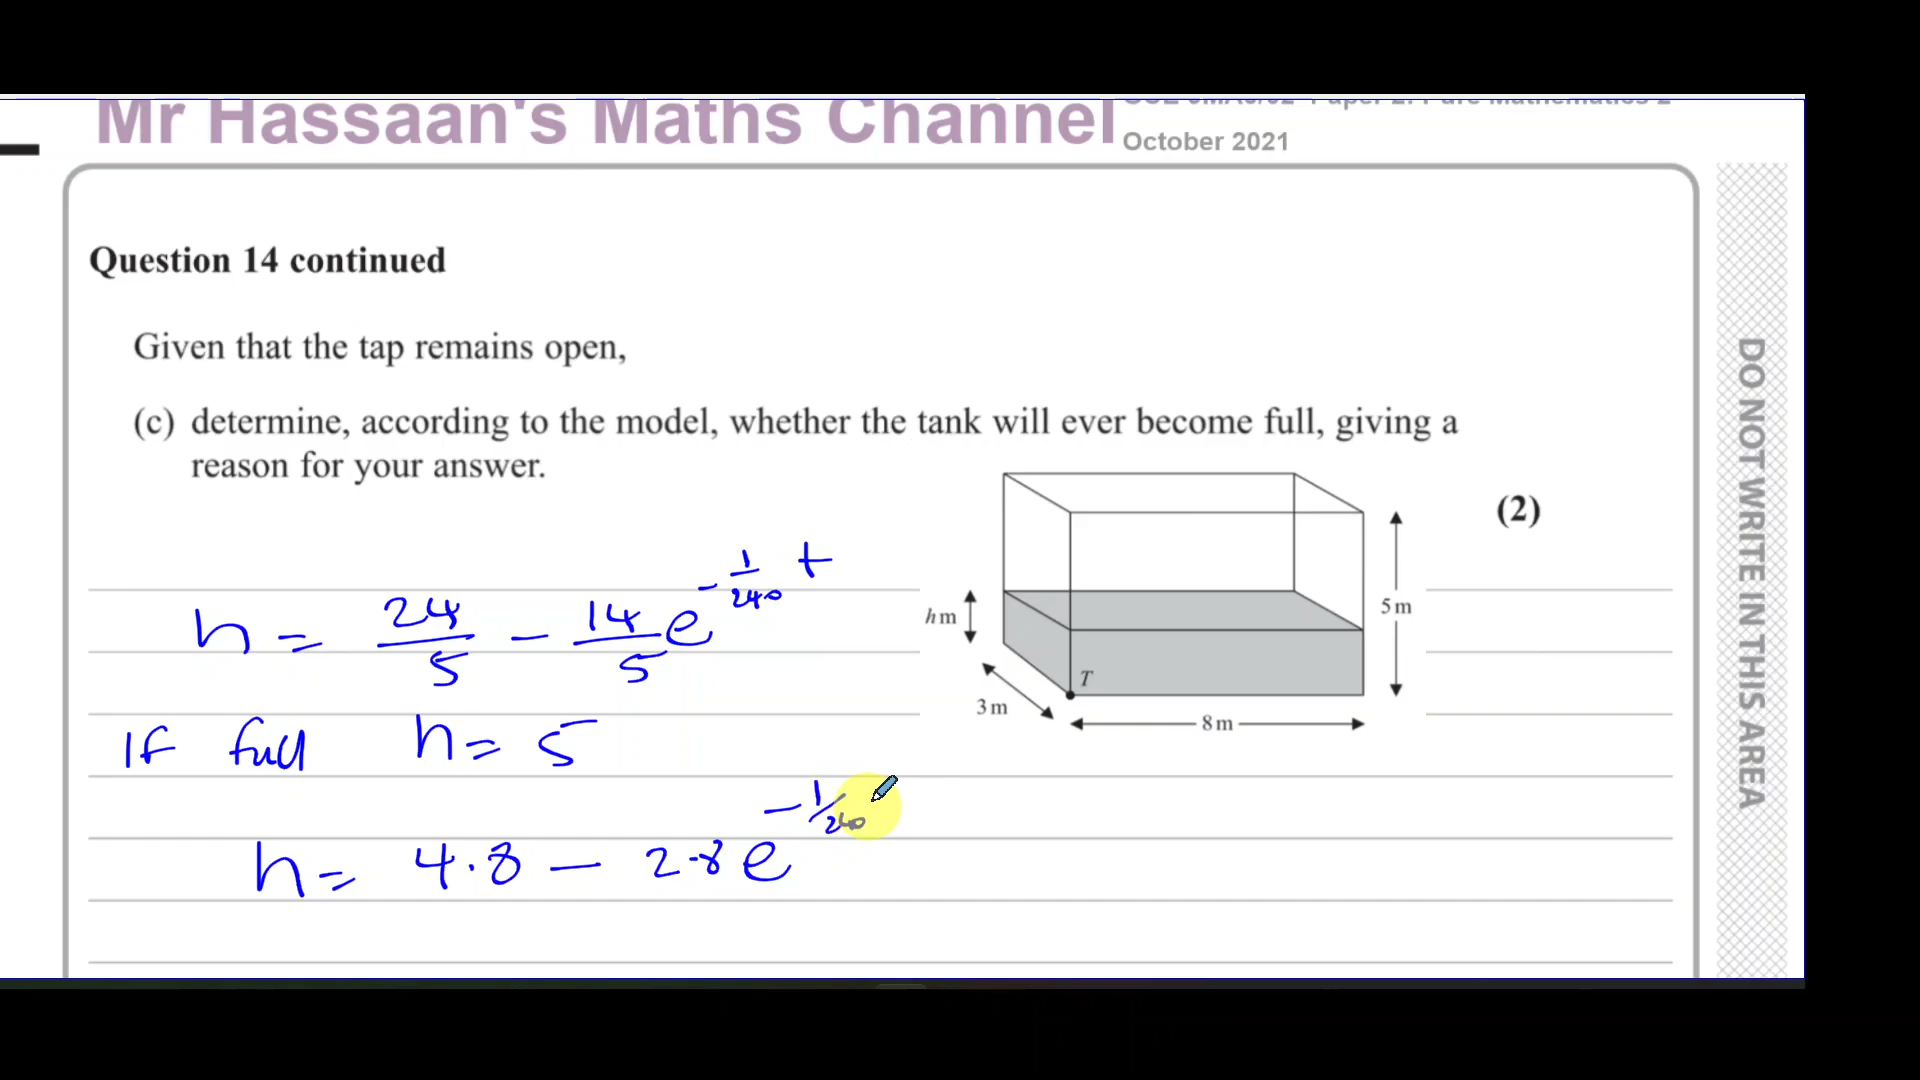 Mr Hassaan's Maths Channel
October 2021
Question 14 continued
Given that the tap remains open,
(c) determine, according to the model, whether the tank will ever become full, giving a
reason for your answer.
(2)
h = 24/5 - 14/5 e^{-1/240 t}
If full h = 5
h = 4.8 - 2.8 e^{-1/240}
h m
5 m
T
3 m
8 m
DO NOT WRITE IN THIS AREA